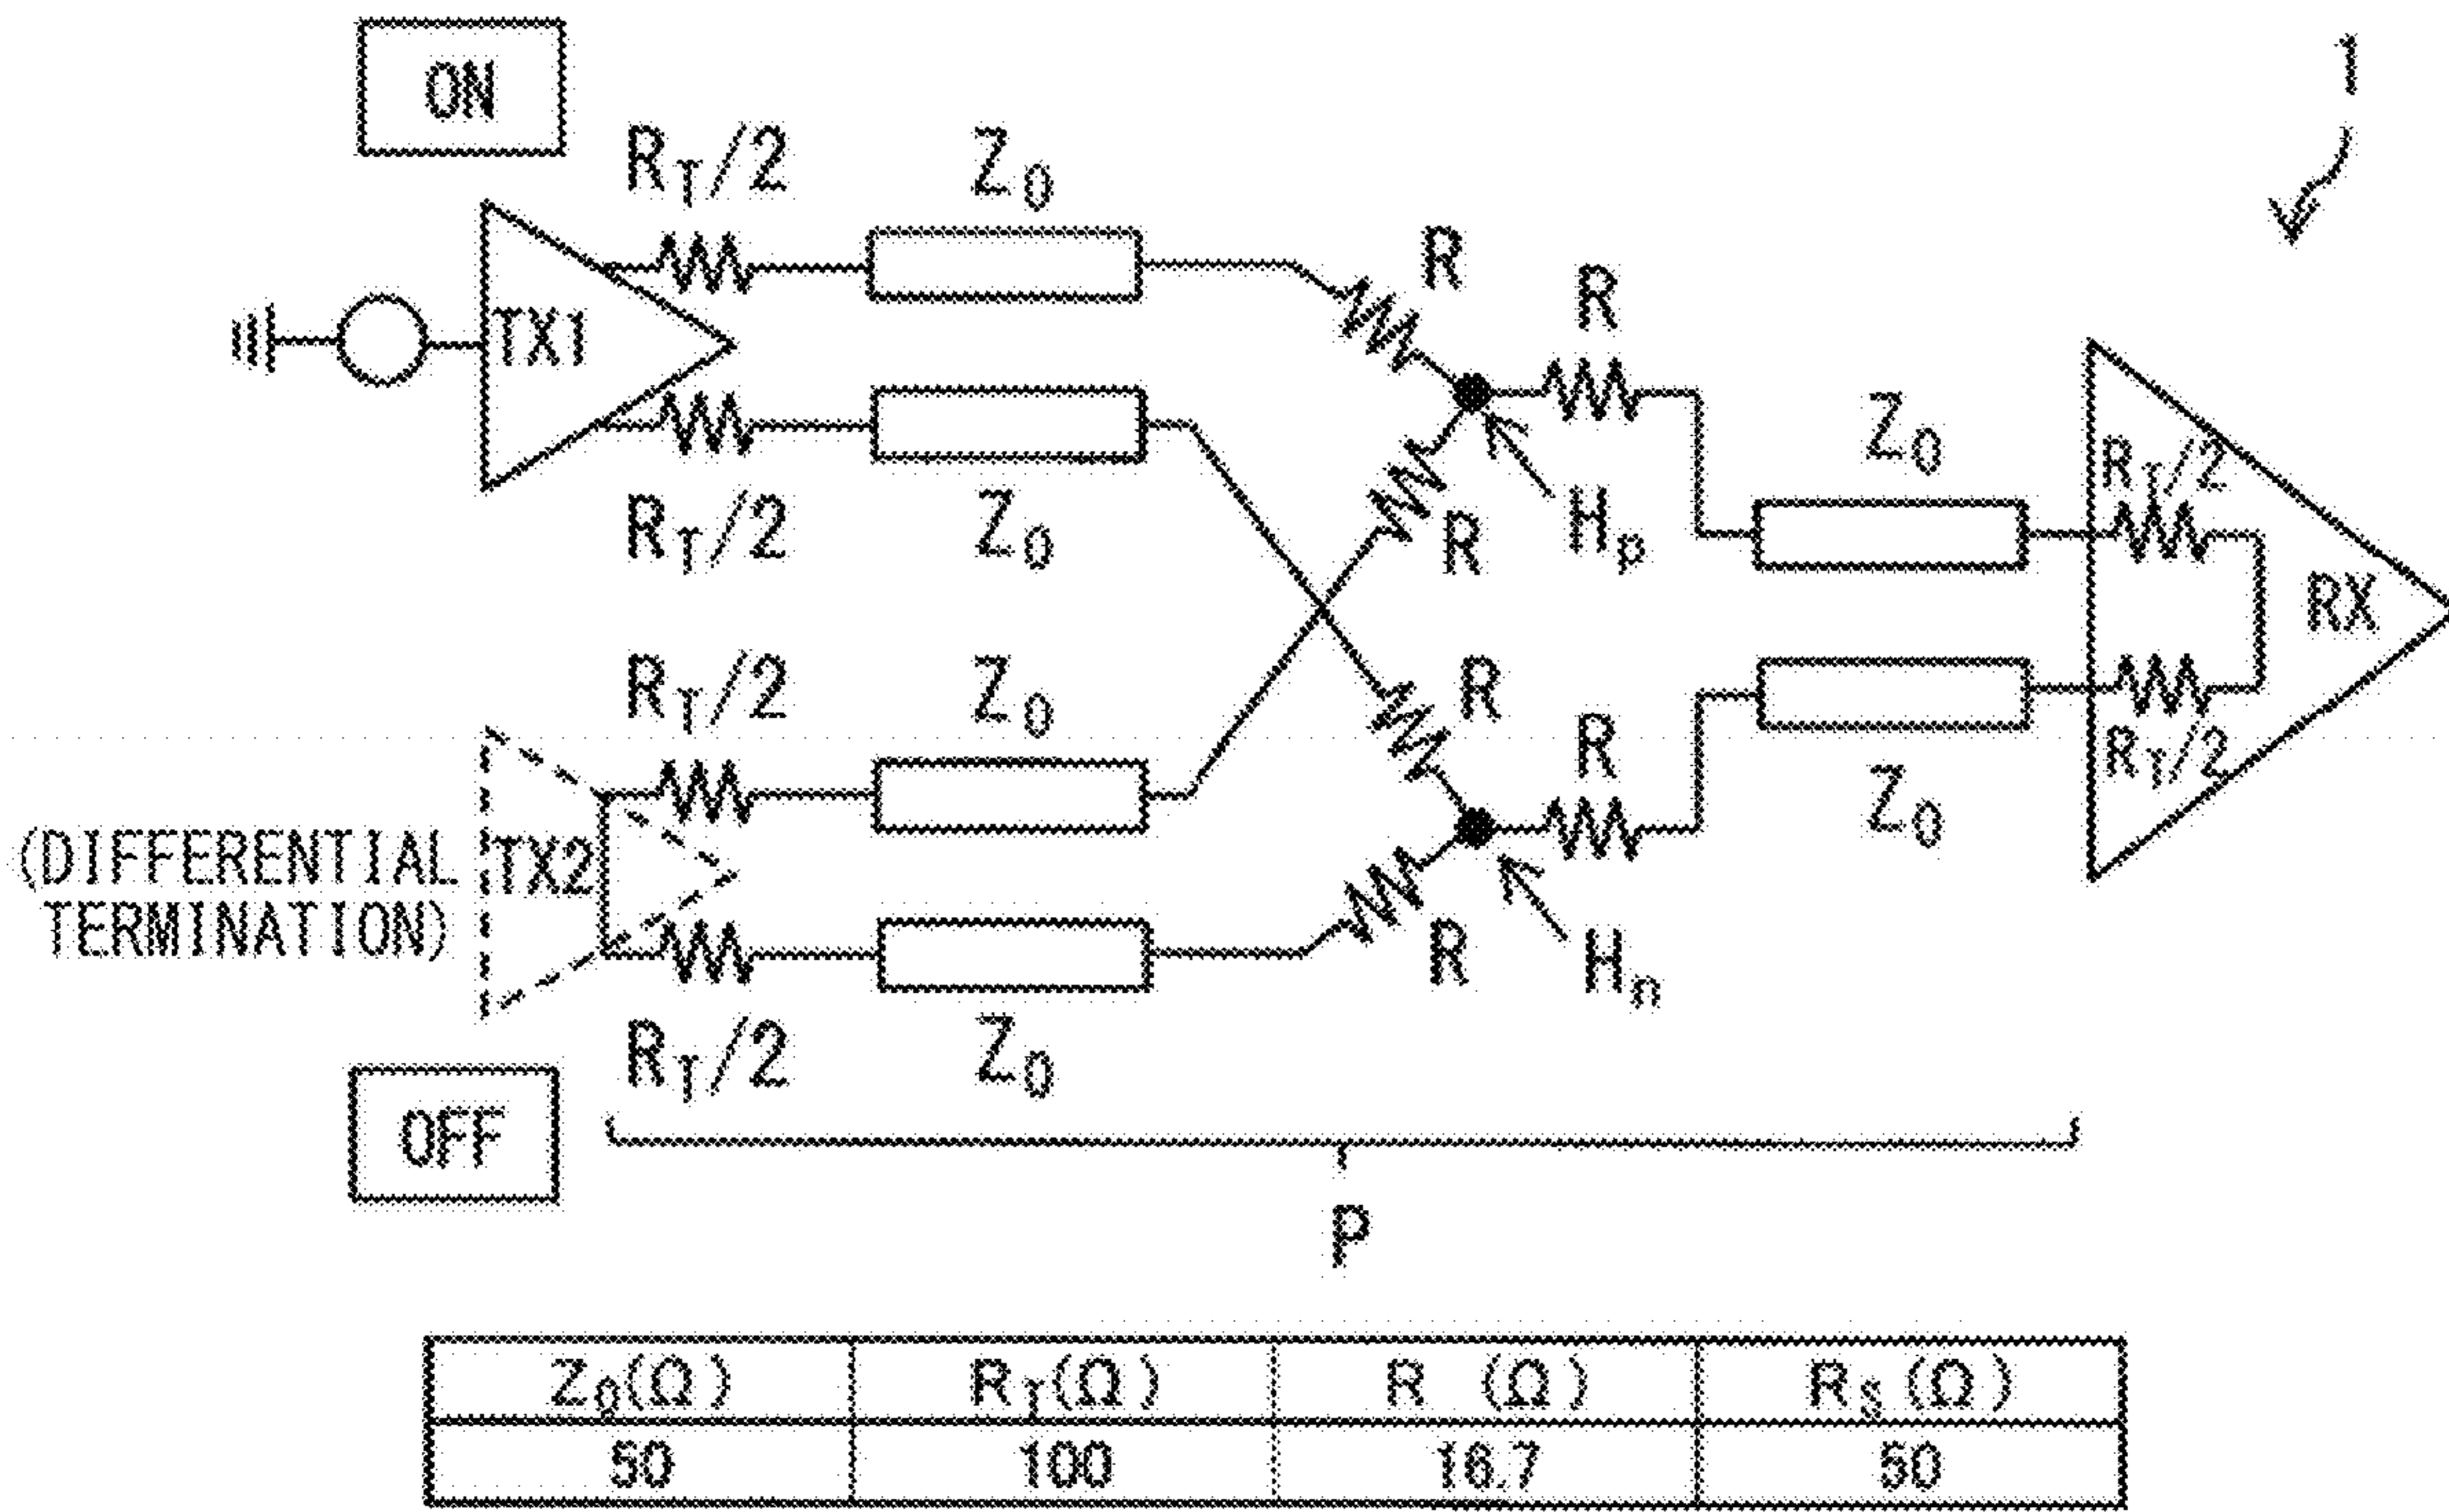 ON
1
R_T/2
Z_0
R
R
TX1
Z_0
R_T/2
R_T/2
Z_0
H_p
R
RX
R_T/2
Z_0
R
R
R_T/2
Z_0
(DIFFERENTIAL
TERMINATION)
TX2
R
H_n
R_T/2
Z_0
OFF
P
Z_0(Ω)
R_T(Ω)
R (Ω)
R_S(Ω)
50
100
16.7
50